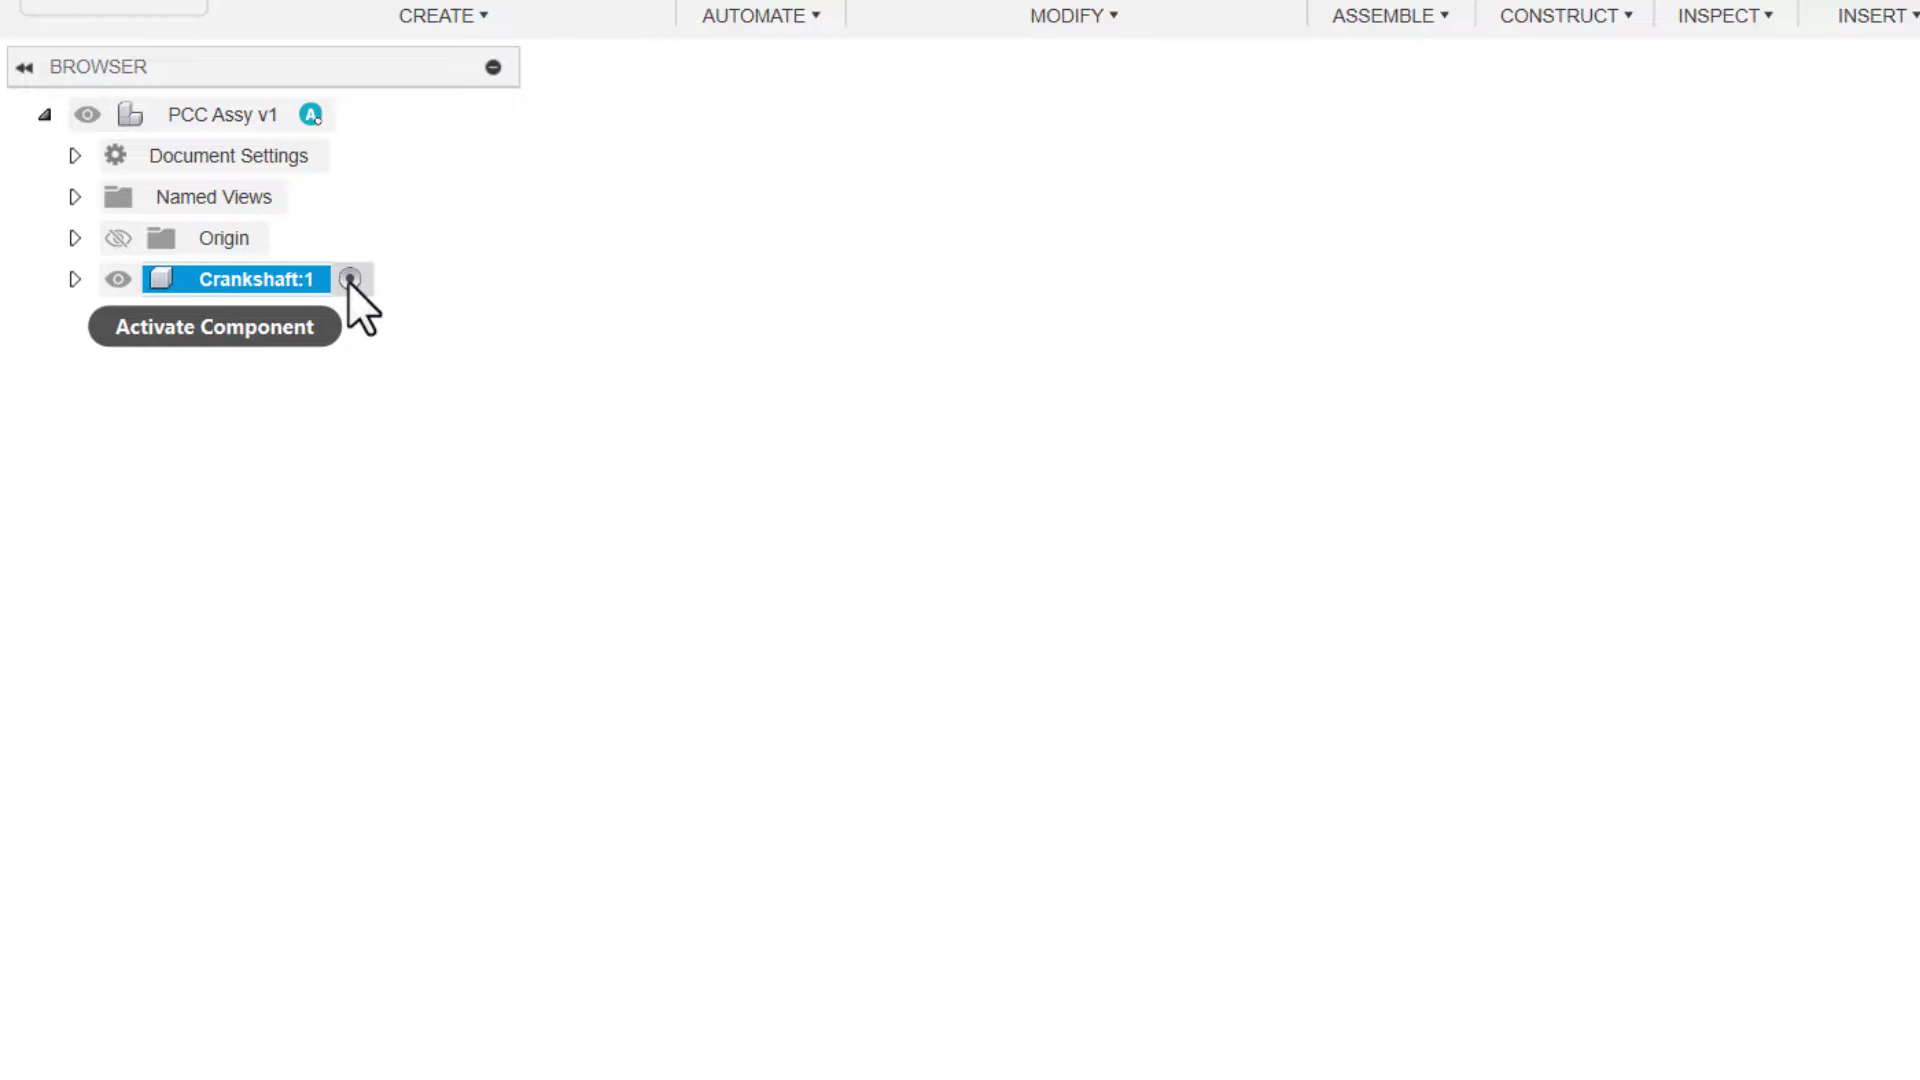 CREATE AUTOMATE MODIFY ASSEMBLE CONSTRUCT INSPECT INSERT
BROWSER
PCC Assy v1 A
Document Settings
Named Views
Origin
Crankshaft:1
Activate Component